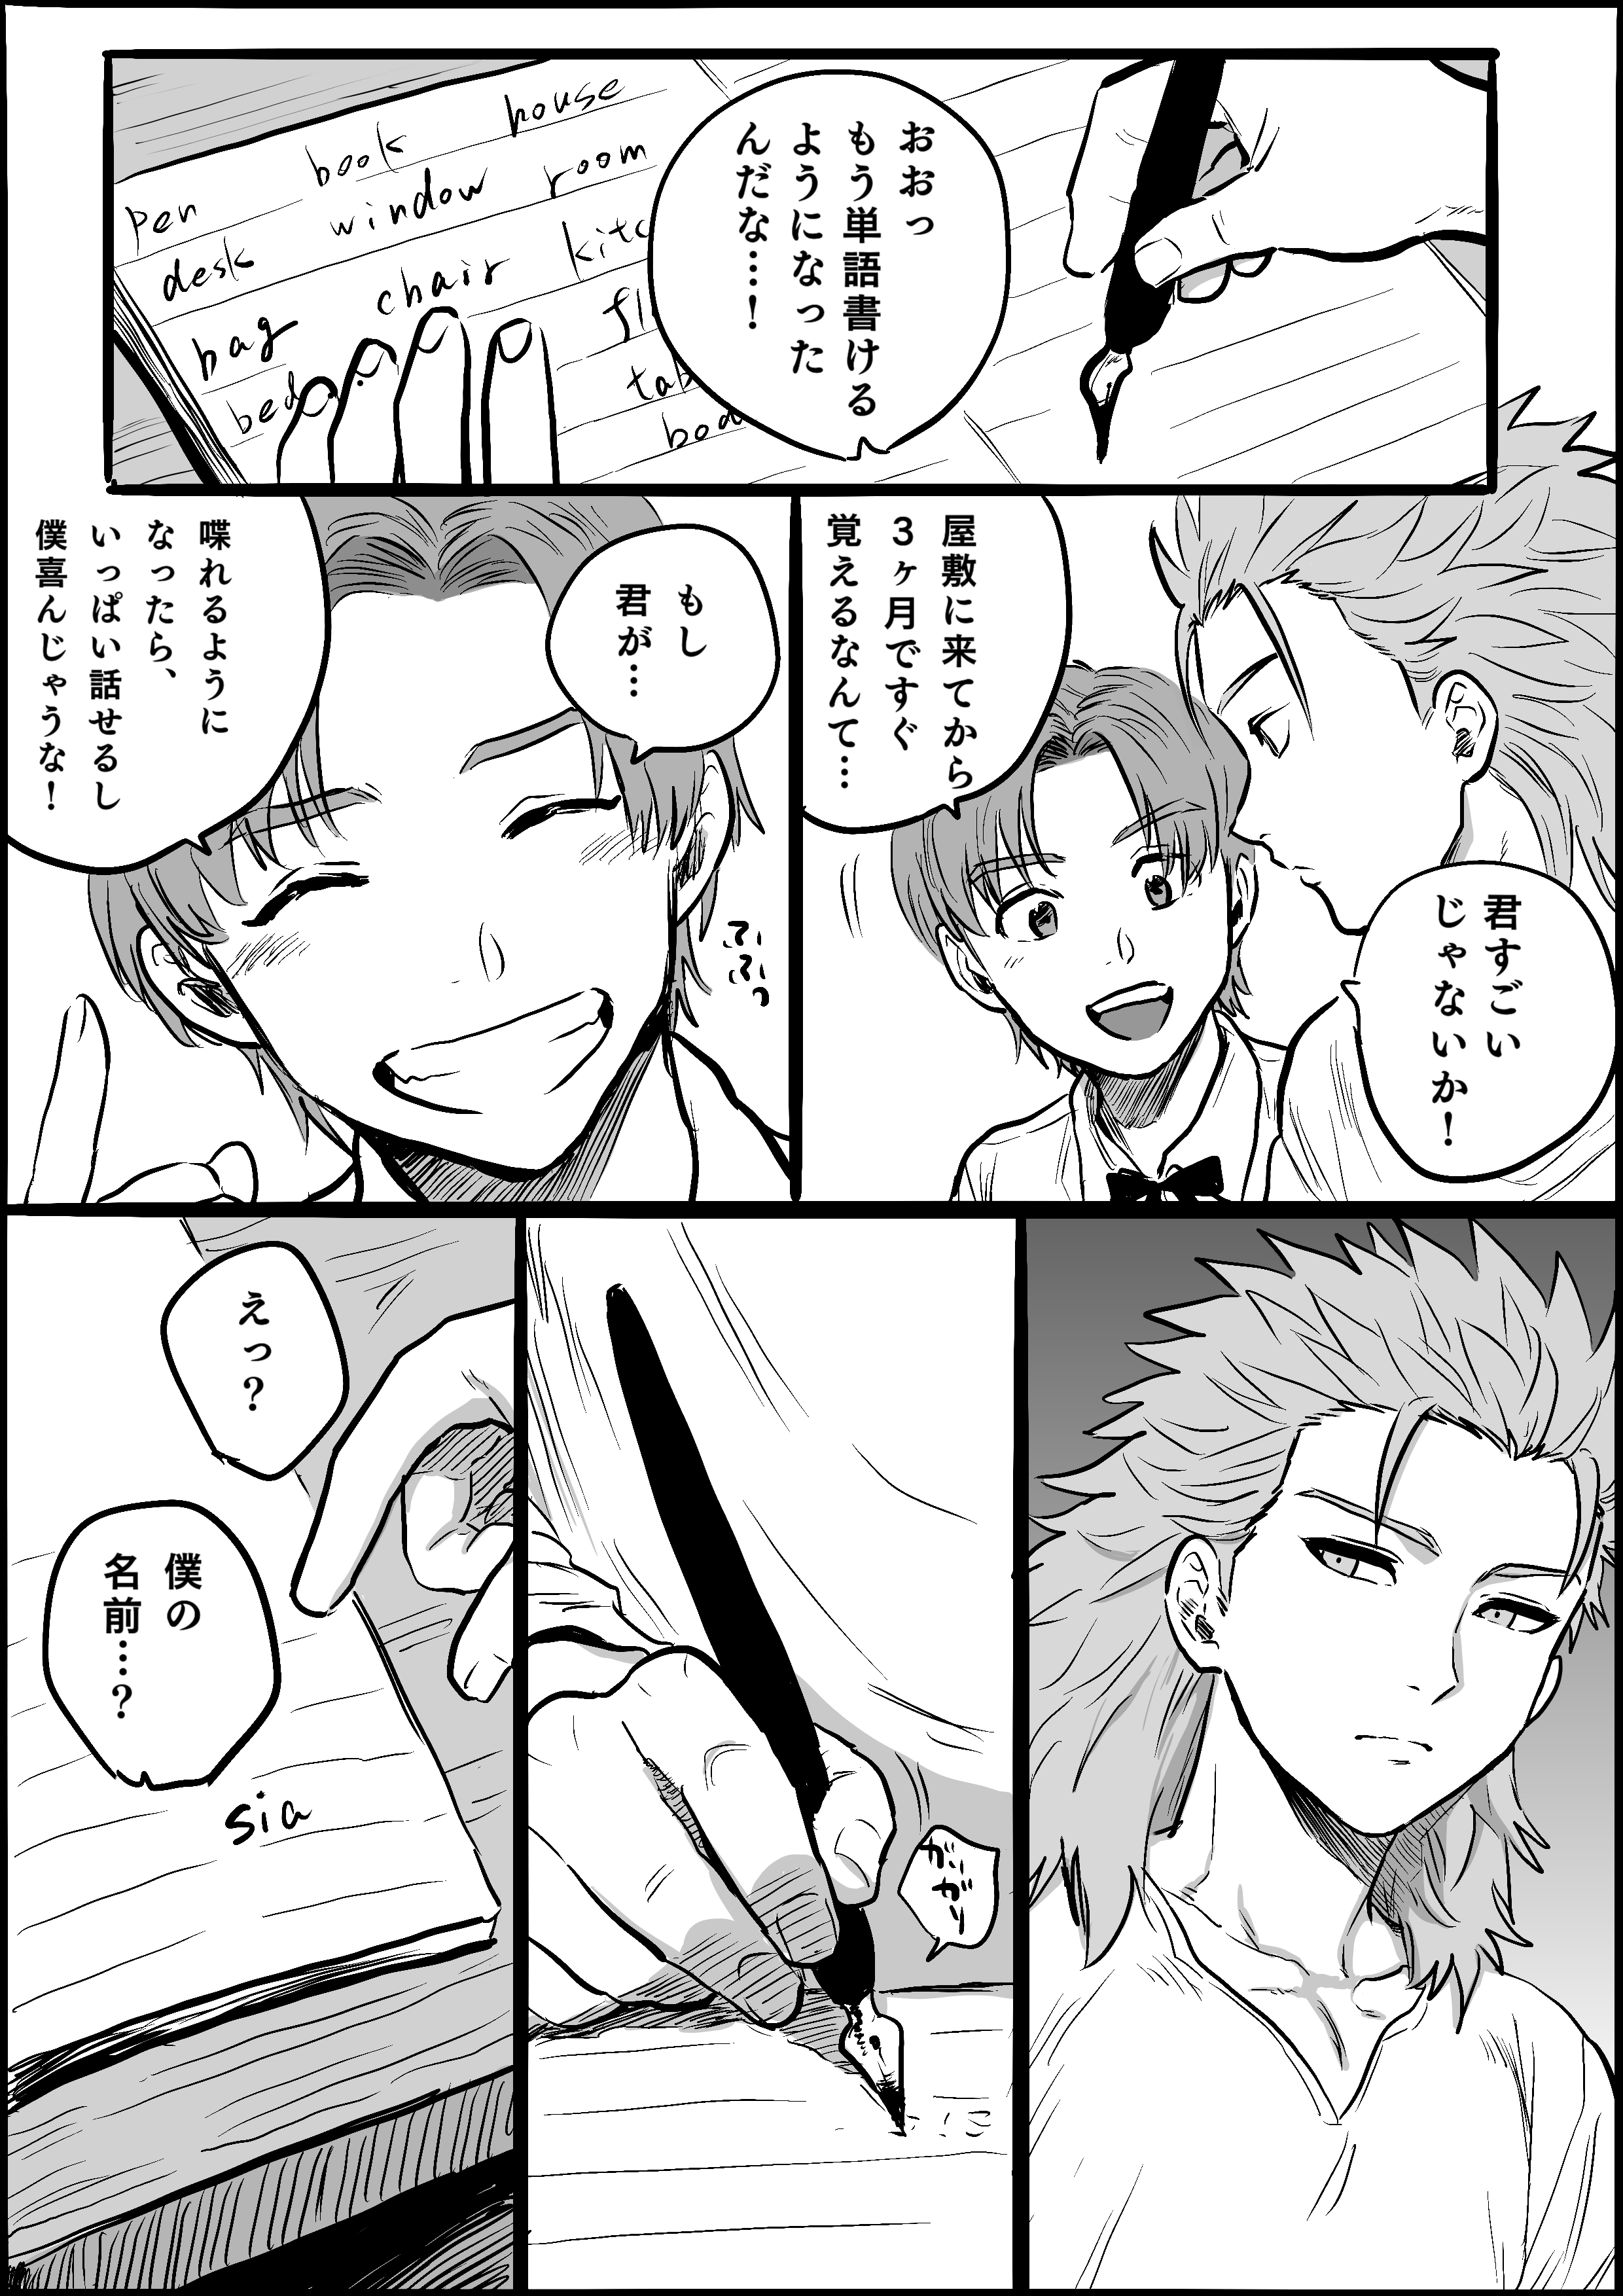 おおっ
もう単語書ける
ようになった
んだな…！
book house
pen window room
desk chair
bag
bed
君すごい
じゃないか！
屋敷に来てから
3ヶ月ですぐ
覚えるなんて…
もし
君が…
喋れるように
なったら、
いっぱい話せるし
僕喜んじゃうな！
ふふっ
ガリガリ
えっ？
僕の
名前…？
sia